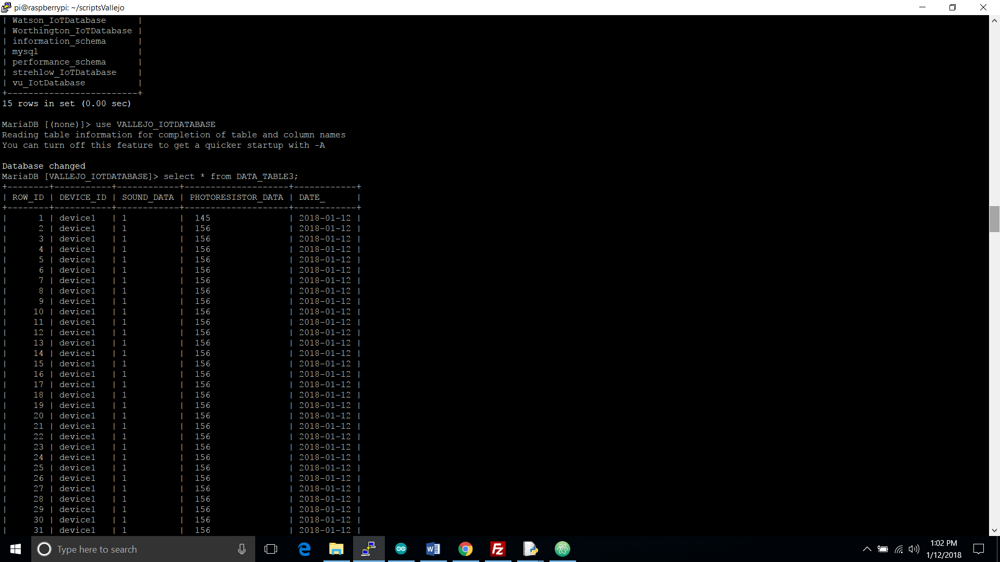 pi@raspberrypi: ~/scriptsVallejo
| Watson_IoTDatabase      |
| Worthington_IoTDatabase |
| information_schema      |
| mysql                   |
| performance_schema      |
| strehlow_IoTDatabase    |
| vu_IotDatabase          |
+-------------------------+
15 rows in set (0.00 sec)
MariaDB [(none)]> use VALLEJO_IOTDATABASE
Reading table information for completion of table and column names
You can turn off this feature to get a quicker startup with -A
Database changed
MariaDB [VALLEJO_IOTDATABASE]> select * from DATA_TABLE3;
+--------+-----------+------------+--------------------+------------+
| ROW_ID | DEVICE_ID | SOUND_DATA | PHOTORESISTOR_DATA | DATE_      |
+--------+-----------+------------+--------------------+------------+
|      1 | device1   | 1          |  145               | 2018-01-12 |
|      2 | device1   | 1          |  156               | 2018-01-12 |
|      3 | device1   | 1          |  156               | 2018-01-12 |
|      4 | device1   | 1          |  156               | 2018-01-12 |
|      5 | device1   | 1          |  156               | 2018-01-12 |
|      6 | device1   | 1          |  156               | 2018-01-12 |
|      7 | device1   | 1          |  156               | 2018-01-12 |
|      8 | device1   | 1          |  156               | 2018-01-12 |
|      9 | device1   | 1          |  156               | 2018-01-12 |
|     10 | device1   | 1          |  156               | 2018-01-12 |
|     11 | device1   | 1          |  156               | 2018-01-12 |
|     12 | device1   | 1          |  156               | 2018-01-12 |
|     13 | device1   | 1          |  156               | 2018-01-12 |
|     14 | device1   | 1          |  156               | 2018-01-12 |
|     15 | device1   | 1          |  156               | 2018-01-12 |
|     16 | device1   | 1          |  156               | 2018-01-12 |
|     17 | device1   | 1          |  156               | 2018-01-12 |
|     18 | device1   | 1          |  156               | 2018-01-12 |
|     19 | device1   | 1          |  156               | 2018-01-12 |
|     20 | device1   | 1          |  156               | 2018-01-12 |
|     21 | device1   | 1          |  156               | 2018-01-12 |
|     22 | device1   | 1          |  156               | 2018-01-12 |
|     23 | device1   | 1          |  156               | 2018-01-12 |
|     24 | device1   | 1          |  156               | 2018-01-12 |
|     25 | device1   | 1          |  156               | 2018-01-12 |
|     26 | device1   | 1          |  156               | 2018-01-12 |
|     27 | device1   | 1          |  156               | 2018-01-12 |
|     28 | device1   | 1          |  156               | 2018-01-12 |
|     29 | device1   | 1          |  156               | 2018-01-12 |
|     30 | device1   | 1          |  156               | 2018-01-12 |
|     31 | device1   | 1          |  156               | 2018-01-12 |
Type here to search
1:02 PM
1/12/2018